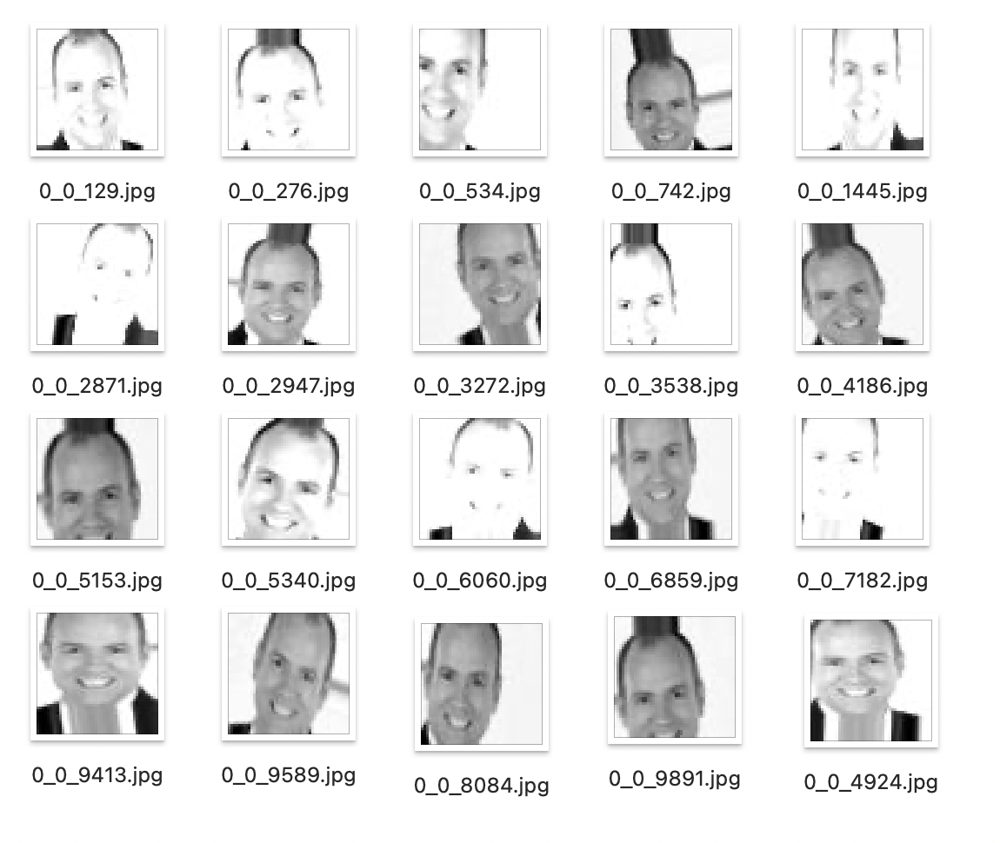 0_0_129.jpg 0_0_276.jpg 0_0_534.jpg 0_0_742.jpg 0_0_1445.jpg
0_0_2871.jpg 0_0_2947.jpg 0_0_3272.jpg 0_0_3538.jpg 0_0_4186.jpg
0_0_5153.jpg 0_0_5340.jpg 0_0_6060.jpg 0_0_6859.jpg 0_0_7182.jpg
0_0_9413.jpg 0_0_9589.jpg 0_0_8084.jpg 0_0_9891.jpg 0_0_4924.jpg